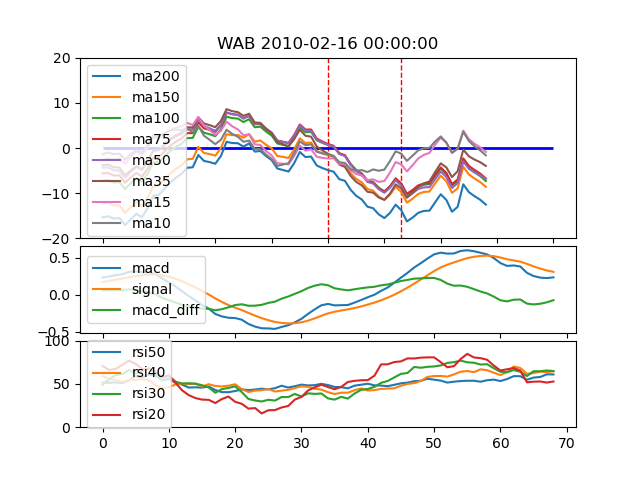 WAB 2010-02-16 00:00:00
20
10
0
−10
−20
ma200
ma150
ma100
ma75
ma50
ma35
ma15
ma10
0.5
0.0
−0.5
macd
signal
macd_diff
100
50
0
rsi50
rsi40
rsi30
rsi20
0 10 20 30 40 50 60 70